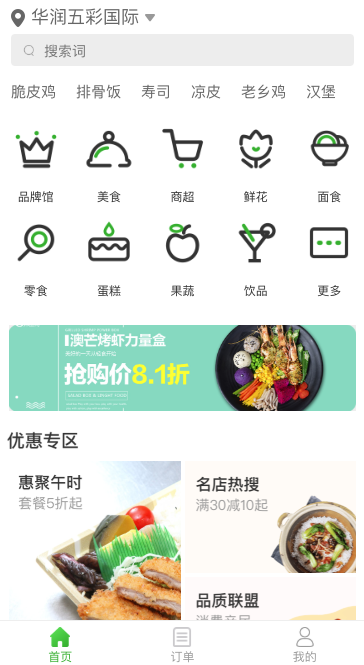 华润五彩国际
搜索词
脆皮鸡 排骨饭 寿司 凉皮 老乡鸡 汉堡
品牌馆 美食 商超 鲜花 面食
零食 蛋糕 果蔬 饮品 更多
澳芒烤虾力量盒
抢购价8.1折
优惠专区
惠聚午时
套餐5折起
名店热搜
满30减10起
品质联盟
首页 订单 我的